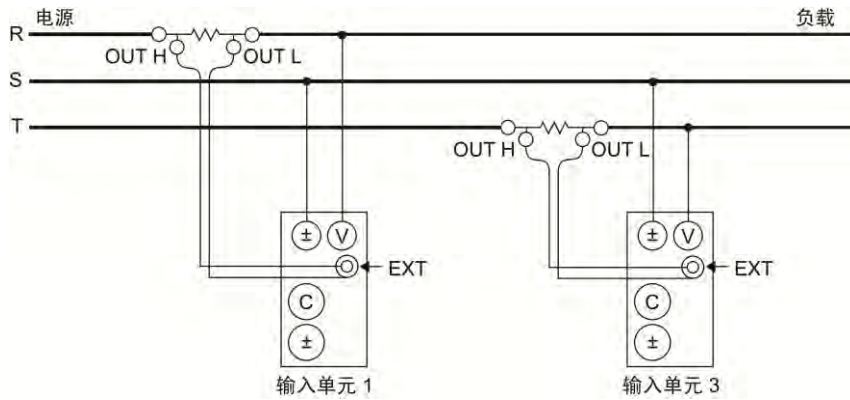 电源 负载
R
OUT H OUT L
S
T
OUT H OUT L
± V ± V
EXT EXT
C C
± ±
输入单元 1 输入单元 3